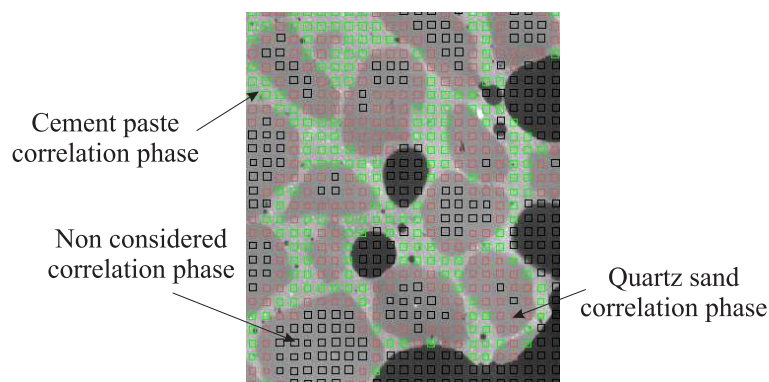 Cement paste
correlation phase
Non considered
correlation phase
Quartz sand
correlation phase